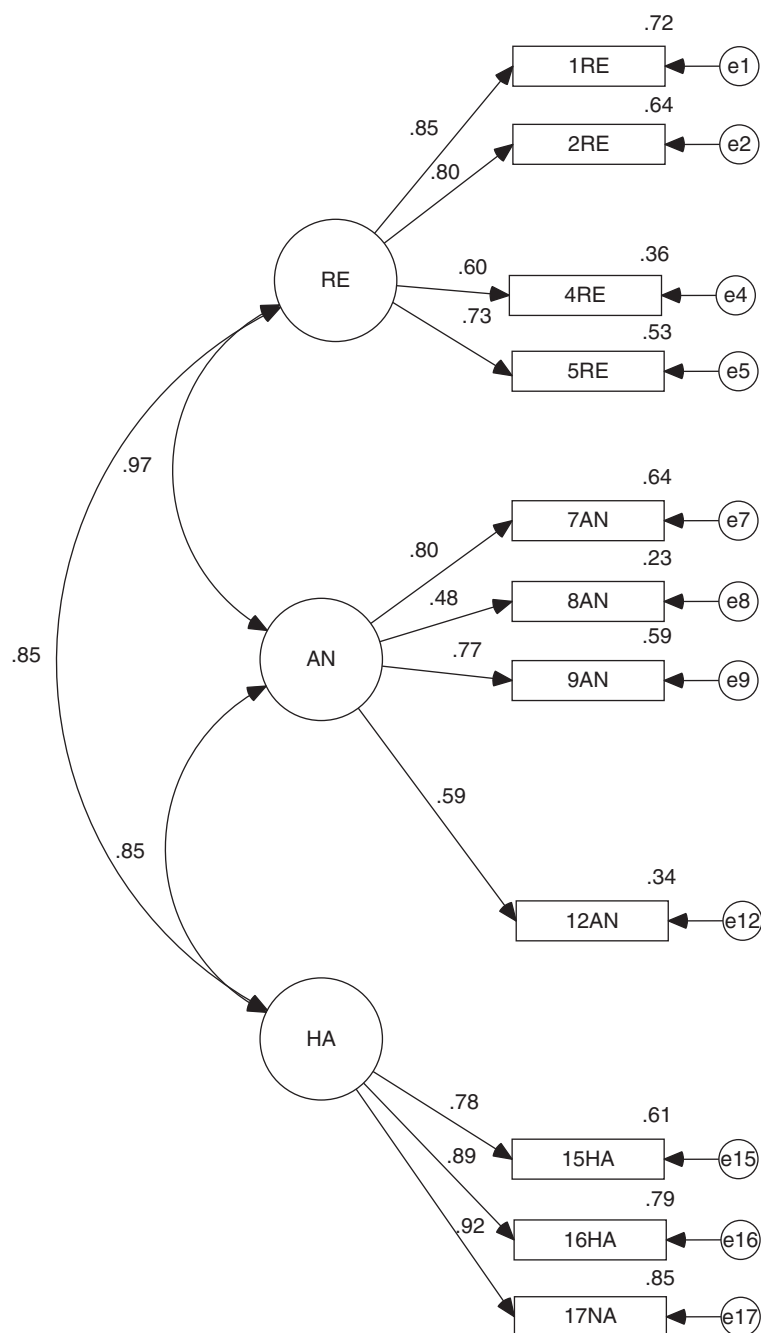 .72
1RE
e1
.85
.64
2RE
e2
.80
RE
.36
.60
4RE
e4
.73
.53
5RE
e5
.97
.64
7AN
e7
.80
.23
.48
8AN
e8
.59
.77
9AN
e9
AN
.85
.59
.85
.34
12AN
e12
HA
.78
.61
15HA
e15
.89
.79
16HA
e16
.92
.85
17NA
e17